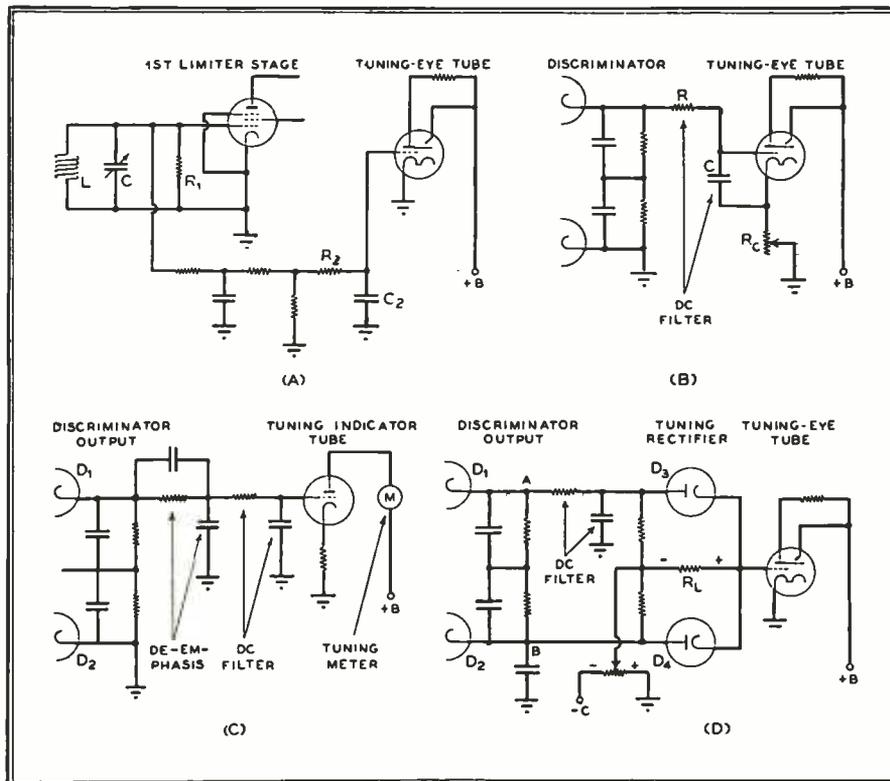 1ST LIMITER STAGE
TUNING-EYE TUBE
L
C
R1
R2
C2
+B
(A)
DISCRIMINATOR
TUNING-EYE TUBE
R
C
RC
DC
FILTER
+B
(B)
DISCRIMINATOR
OUTPUT
TUNING INDICATOR
TUBE
D1
M
+B
D2
DE-EM-
PHASIS
DC
FILTER
TUNING
METER
(C)
DISCRIMINATOR
OUTPUT
TUNING
RECTIFIER
TUNING-EYE
TUBE
D1
A
D3
DC
FILTER
- RL +
D2
B
D4
- +
-C
+B
(D)